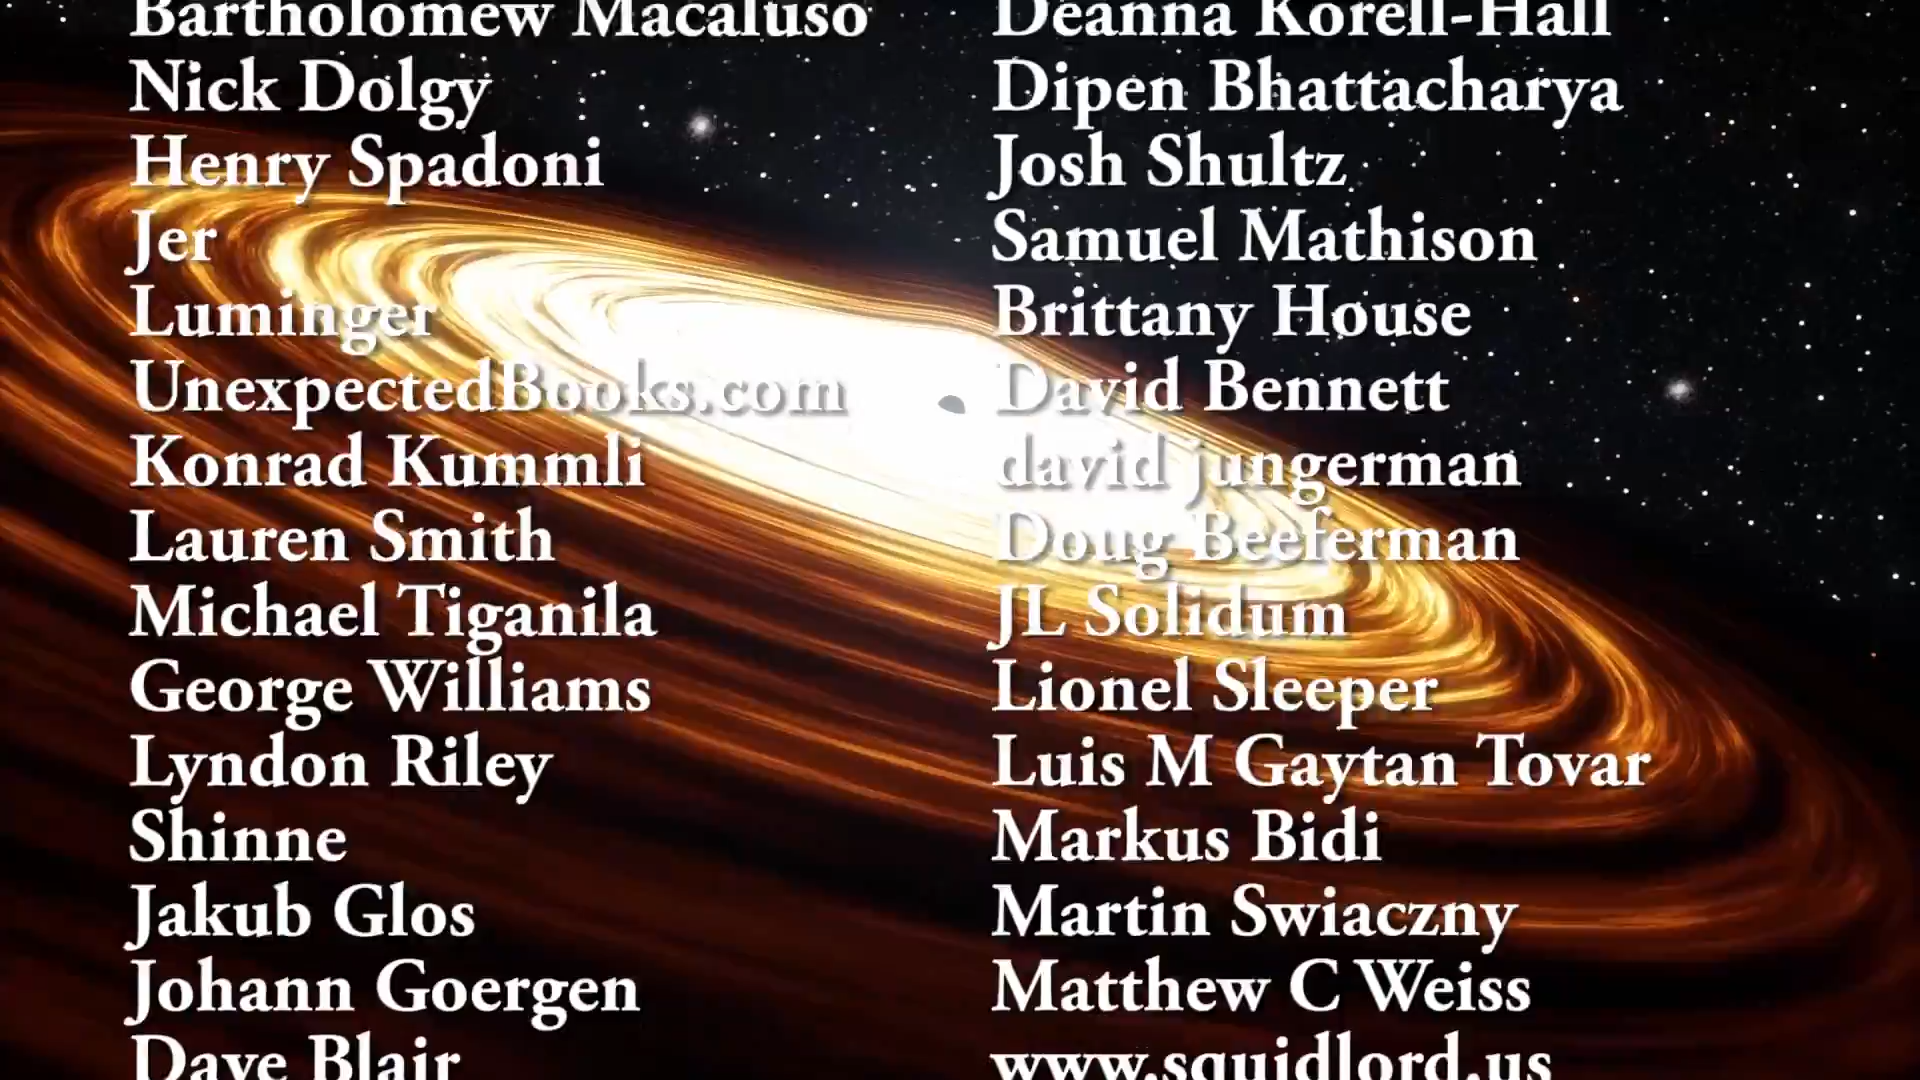 Bartholomew Macaluso
Nick Dolgy
Henry Spadoni
Jer
Luminger
UnexpectedBooks.com
Konrad Kummli
Lauren Smith
Michael Tiganila
George Williams
Lyndon Riley
Shinne
Jakub Glos
Johann Goergen
Dave Blair
Deanna Korell-Hall
Dipen Bhattacharya
Josh Shultz
Samuel Mathison
Brittany House
David Bennett
david jungerman
Doug Beeferman
JL Solidum
Lionel Sleeper
Luis M Gaytan Tovar
Markus Bidi
Martin Swiaczny
Matthew C Weiss
www.squidlord.us